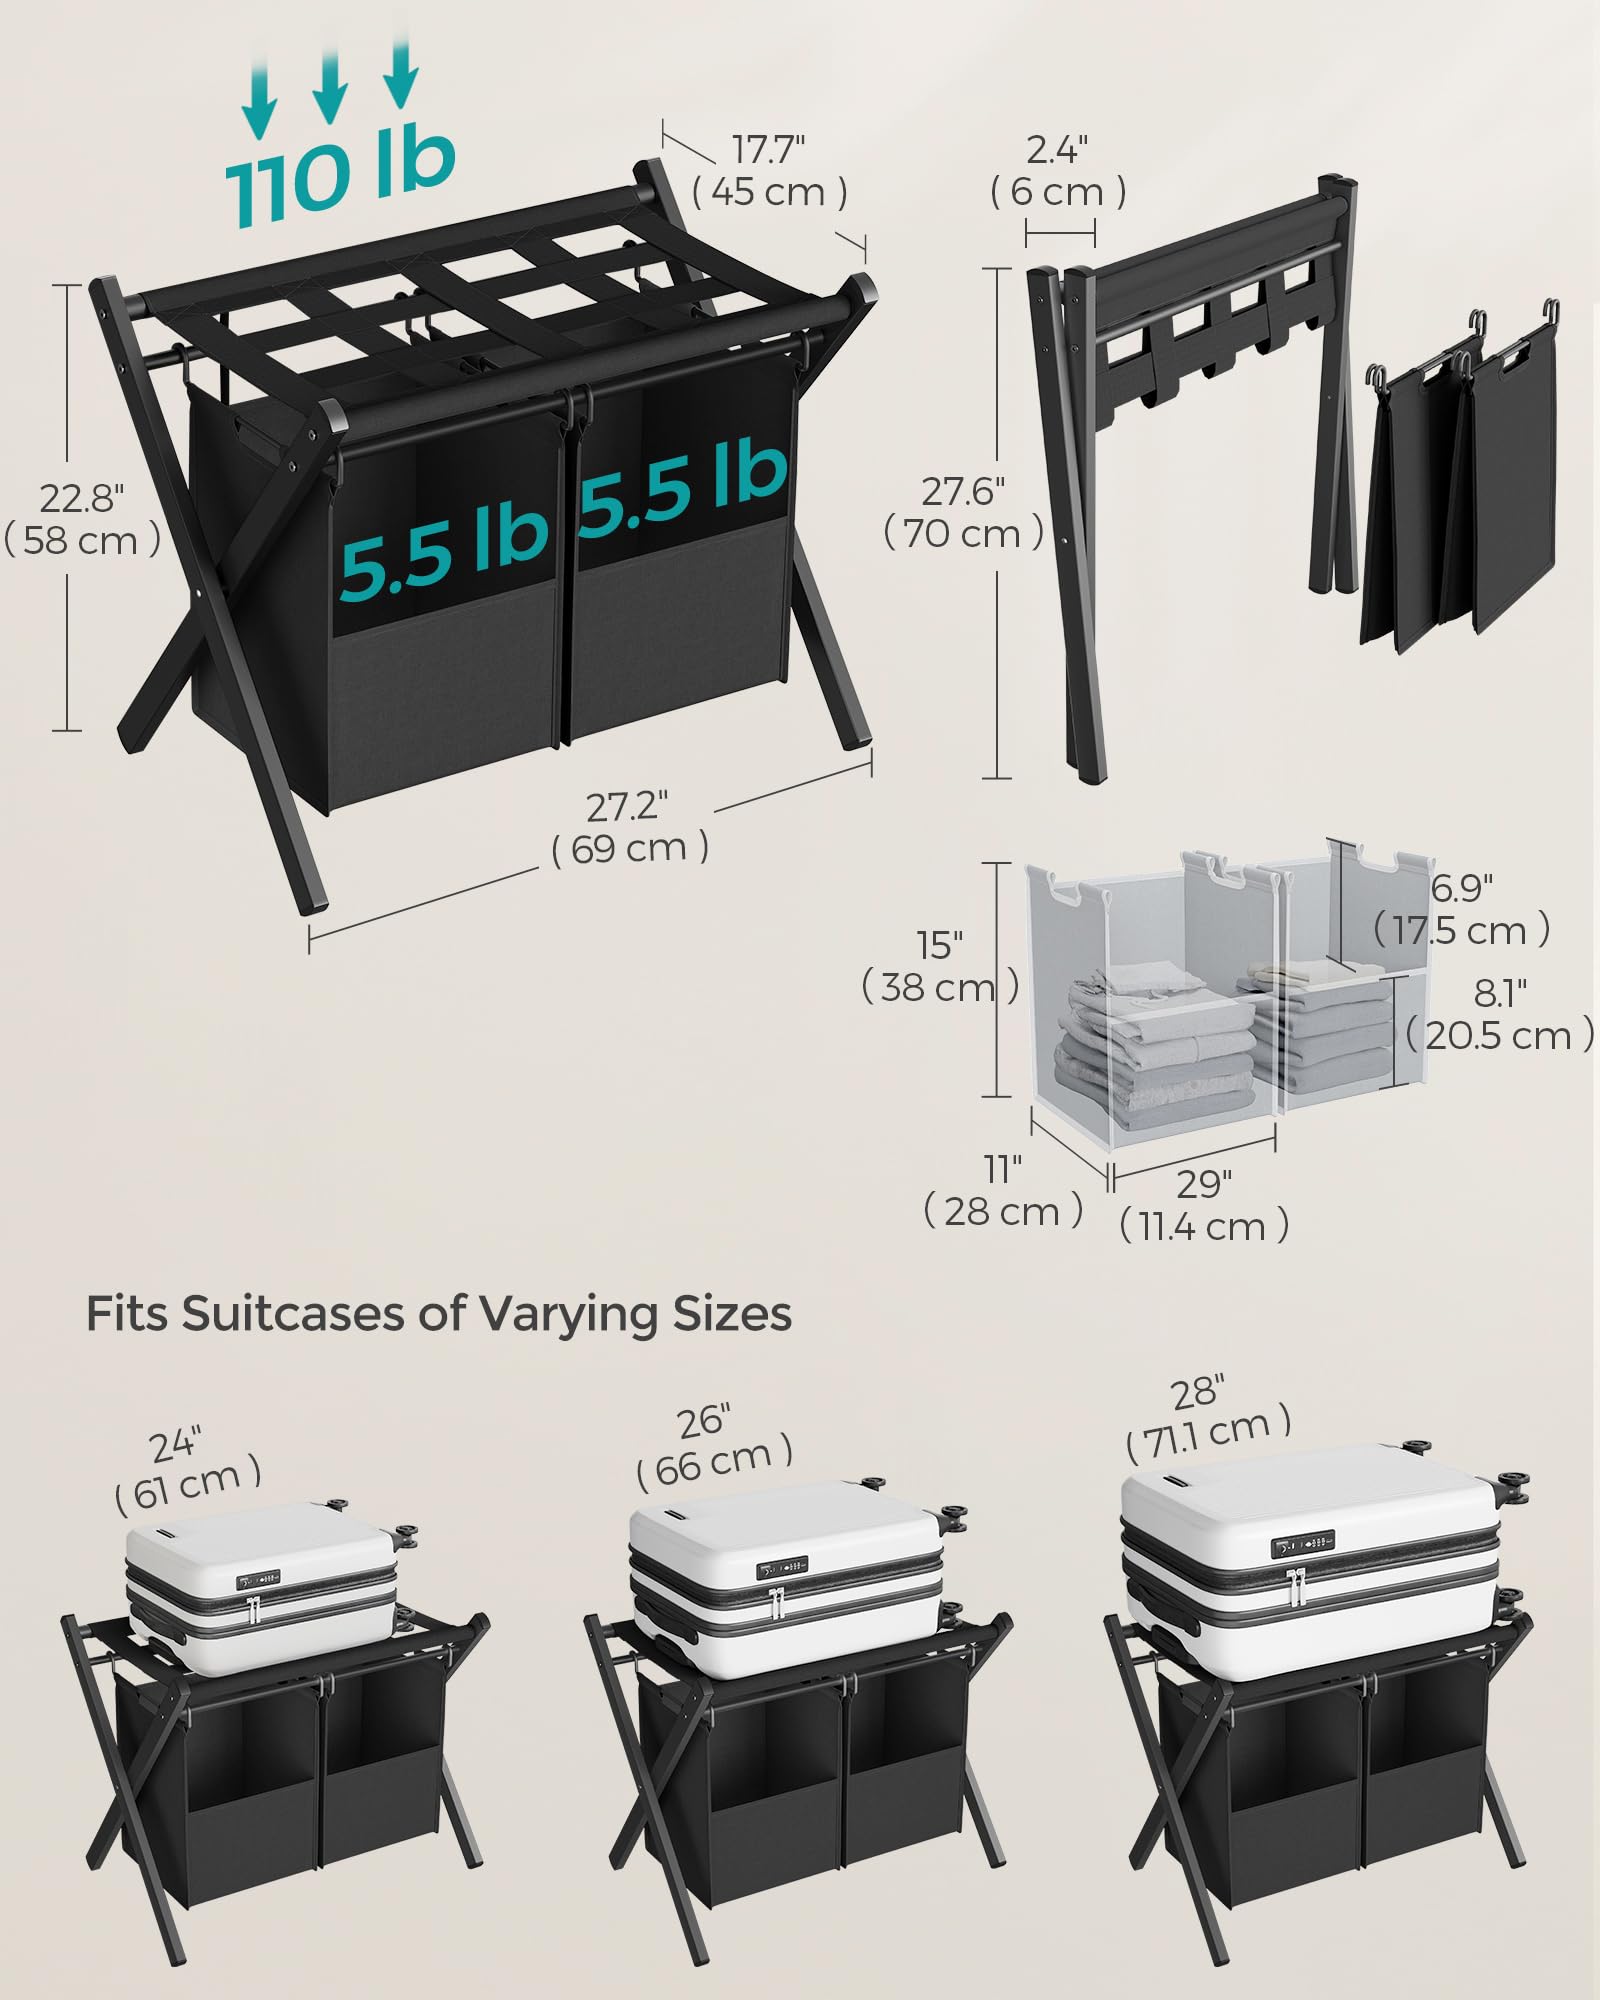 110 lb
17.7"
( 45 cm )
2.4"
( 6 cm )
22.8"
( 58 cm )
5.5 lb
5.5 lb
27.6"
( 70 cm )
27.2"
( 69 cm )
15"
( 38 cm )
6.9"
( 17.5 cm )
8.1"
( 20.5 cm )
11"
( 28 cm )
29"
( 11.4 cm )
Fits Suitcases of Varying Sizes
24"
( 61 cm )
26"
( 66 cm )
28"
( 71.1 cm )